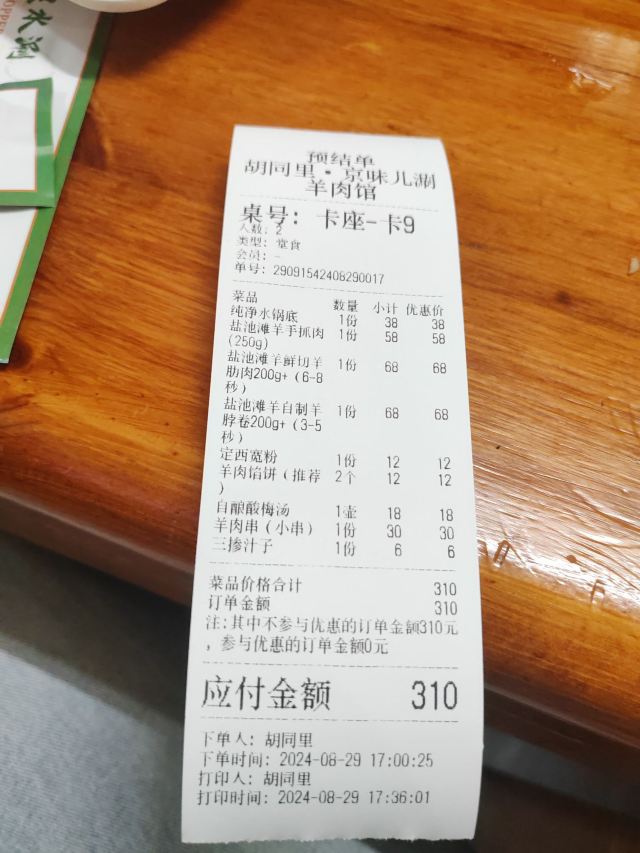 预结单
胡同里·京味儿涮
羊肉馆
桌号: 卡座-卡9
人数: 2
类型: 堂食
会员: -
单号: 29091542408290017
菜品 数量 小计 优惠价
纯净水锅底 1份 38 38
盐池滩羊手抓肉 1份 58 58
(250g)
盐池滩羊鲜切羊 1份 68 68
肋肉200g+（6-8
秒）
盐池滩羊自制羊 1份 68 68
脖卷200g+（3-5
秒）
定西宽粉 1份 12 12
羊肉馅饼（推荐 2个 12 12
）
自酿酸梅汤 1壶 18 18
羊肉串（小串） 1份 30 30
三掺汁子 1份 6 6
菜品价格合计 310
订单金额 310
注:其中不参与优惠的订单金额310元
，参与优惠的订单金额0元
应付金额 310
下单人: 胡同里
下单时间: 2024-08-29 17:00:25
打印人: 胡同里
打印时间: 2024-08-29 17:36:01